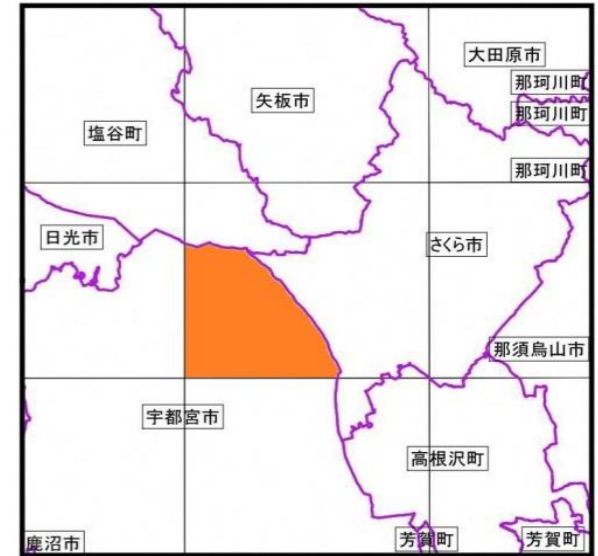 大田原市
那珂川町
矢板市
那珂川町
塩谷町
那珂川町
日光市
さくら市
那須烏山市
宇都宮市
高根沢町
鹿沼市
芳賀町
芳賀町